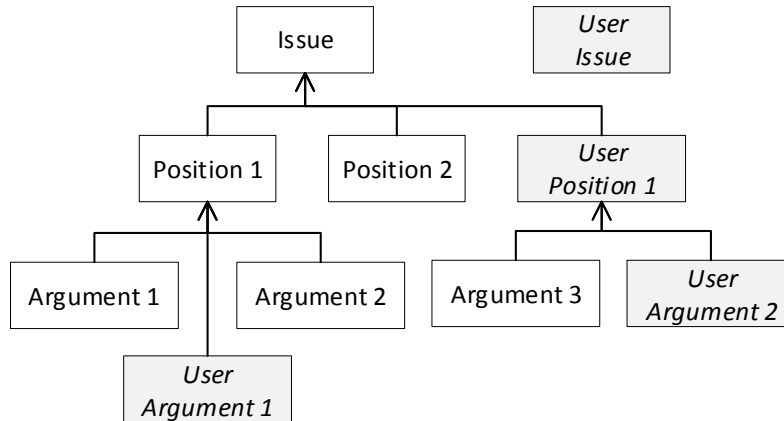 Issue
User
Issue
Position 1
Position 2
User
Position 1
Argument 1
Argument 2
Argument 3
User
Argument 2
User
Argument 1